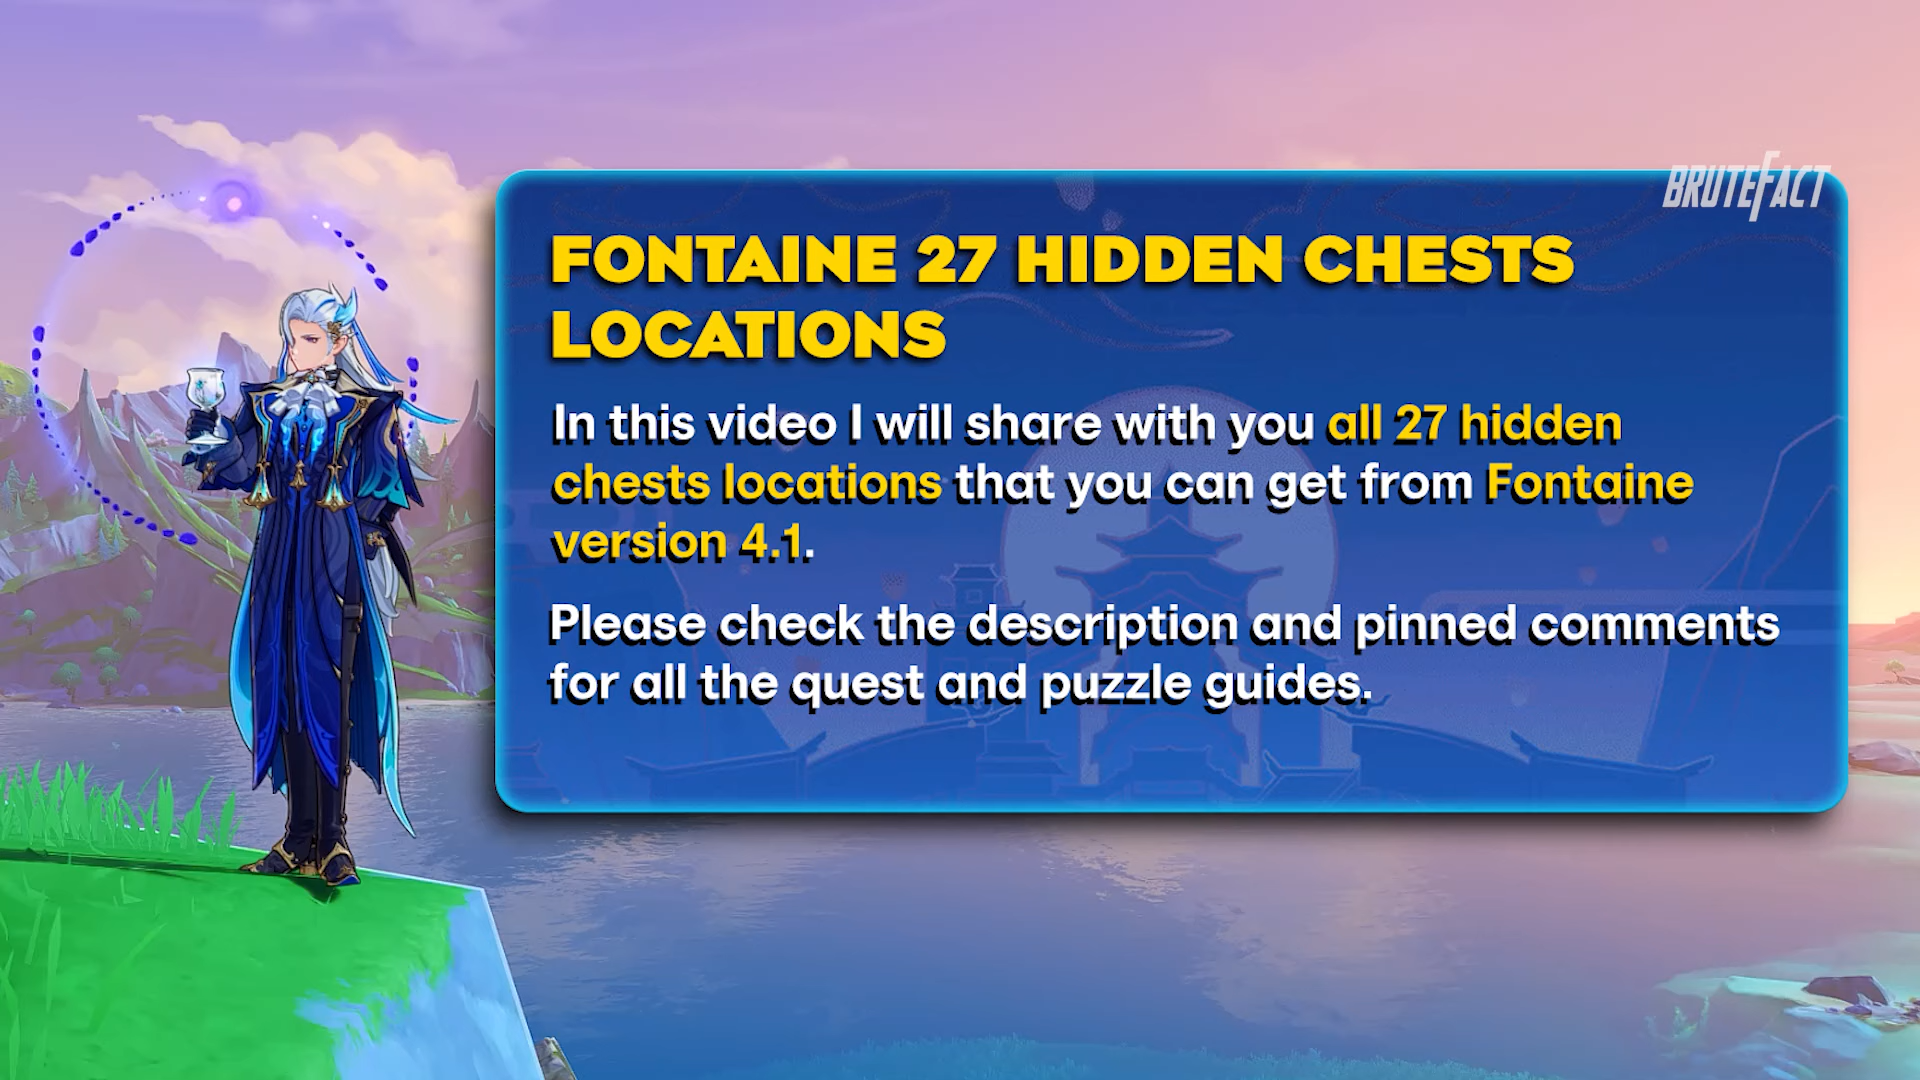 BRUTEFACT
FONTAINE 27 HIDDEN CHESTS
LOCATIONS
In this video I will share with you all 27 hidden
chests locations that you can get from Fontaine
version 4.1.
Please check the description and pinned comments
for all the quest and puzzle guides.